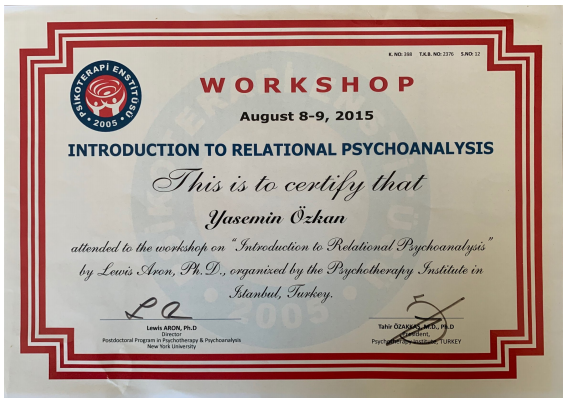 K. NO: 398 T.K.B. NO: 2376 S.NO: 12
PSİKOTERAPİ ENSTİTÜSÜ
• 2005 •
WORKSHOP
August 8-9, 2015
INTRODUCTION TO RELATIONAL PSYCHOANALYSIS
This is to certify that
Yasemin Özkan
attended to the workshop on "Introduction to Relational Psychoanalysis"
by Lewis Aron, Ph.D., organized by the Psychotherapy Institute in
Istanbul, Turkey.
Lewis ARON, Ph.D
Director
Postdoctoral Program in Psychotherapy & Psychoanalysis
New York University
Tahir ÖZAKKAŞ, M.D., Ph.D
President,
Psychotherapy Institute, TURKEY